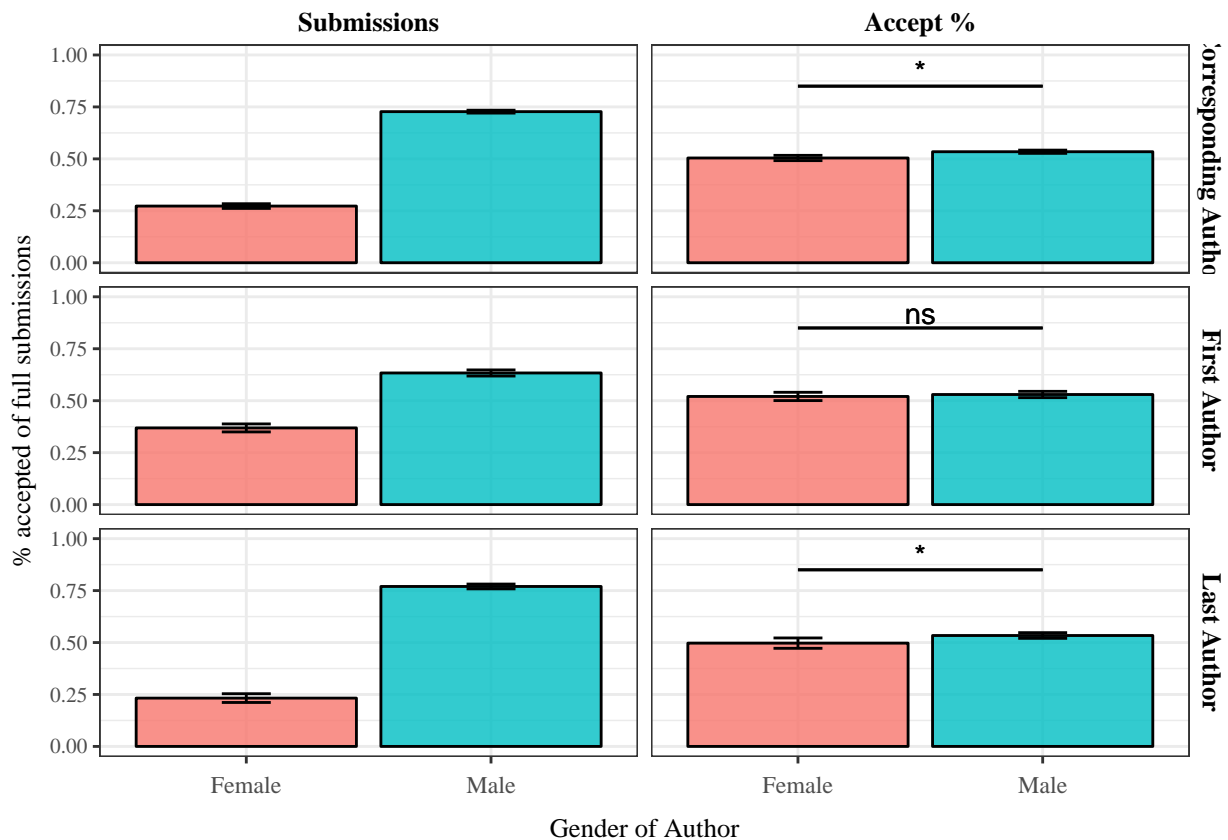 Submissions
Accept %
% accepted of full submissions
1.00
0.75
0.50
0.25
0.00
*
orresponding Autho
1.00
0.75
0.50
0.25
0.00
ns
First Author
1.00
0.75
0.50
0.25
0.00
*
Last Author
Female
Male
Female
Male
Gender of Author